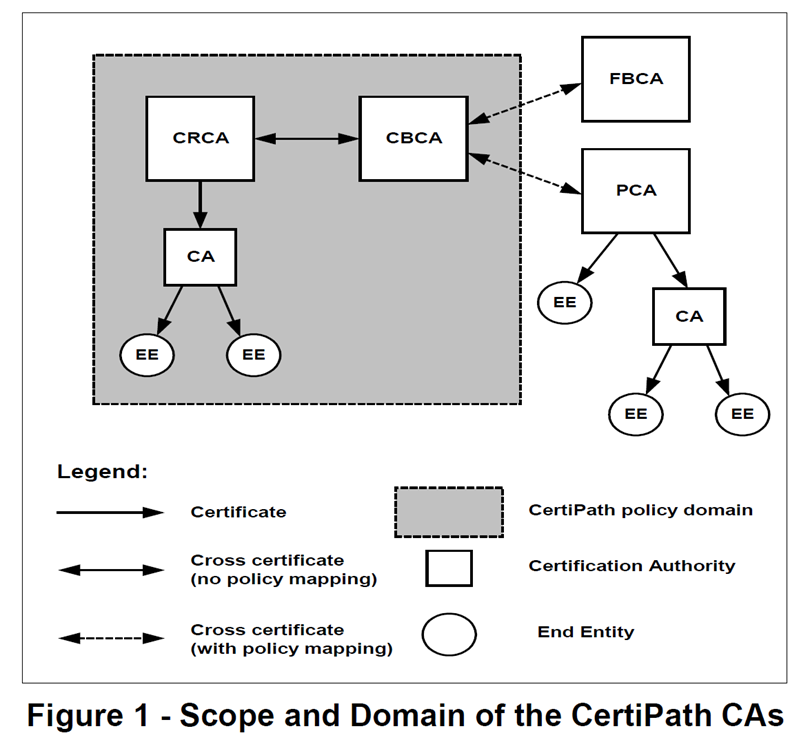 FBCA
CRCA
CBCA
PCA
CA
EE
CA
EE
EE
EE
EE
Legend:
Certificate
CertiPath policy domain
Cross certificate
(no policy mapping)
Certification Authority
Cross certificate
(with policy mapping)
End Entity
Figure 1 - Scope and Domain of the CertiPath CAs